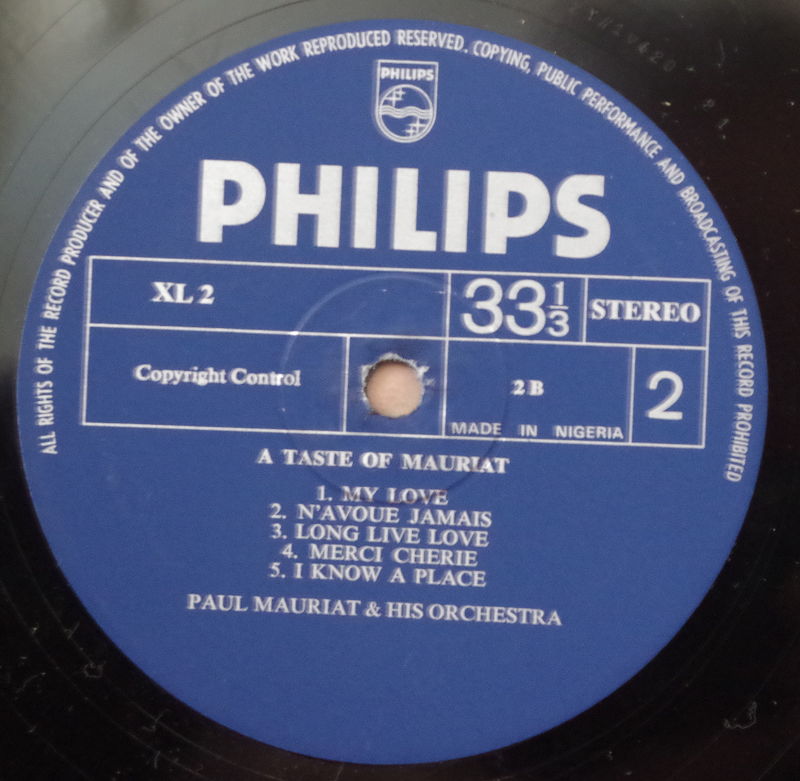 ALL RIGHTS OF THE RECORD PRODUCER AND OF THE OWNER OF THE WORK REPRODUCED RESERVED. COPYING, PUBLIC PERFORMANCE AND BROADCASTING OF THIS RECORD PROHIBITED
PHILIPS
PHILIPS
XL 2
33 1/3
STEREO
Copyright Control
2 B
2
MADE IN NIGERIA
A TASTE OF MAURIAT
1. MY LOVE
2. N'AVOUE JAMAIS
3. LONG LIVE LOVE
4. MERCI CHERIE
5. I KNOW A PLACE
PAUL MAURIAT & HIS ORCHESTRA